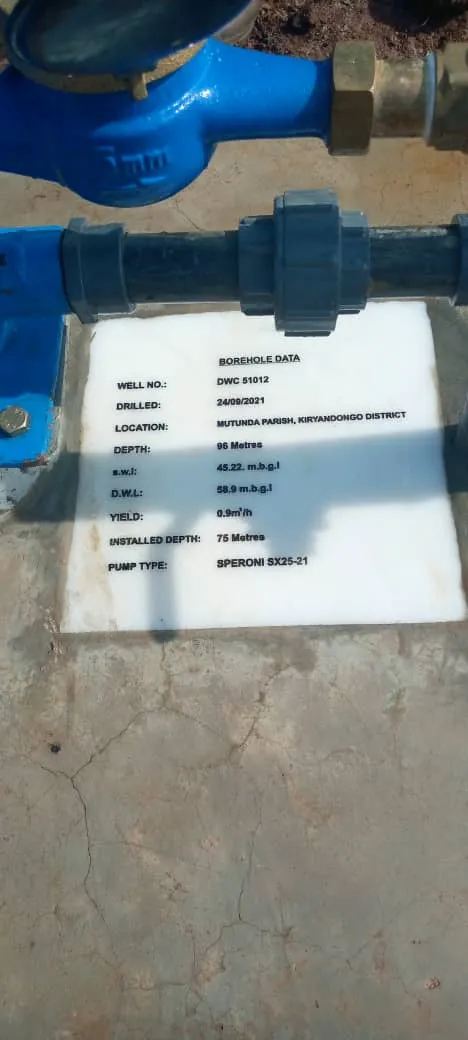 mm
BOREHOLE DATA
WELL NO.: DWC 51012
DRILLED: 24/09/2021
LOCATION: MUTUNDA PARISH, KIRYANDONGO DISTRICT
DEPTH: 96 Metres
s.w.l: 45.22. m.b.g.l
D.W.L: 58.9 m.b.g.l
YIELD: 0.9m³/h
INSTALLED DEPTH: 75 Metres
PUMP TYPE: SPERONI SX25-21